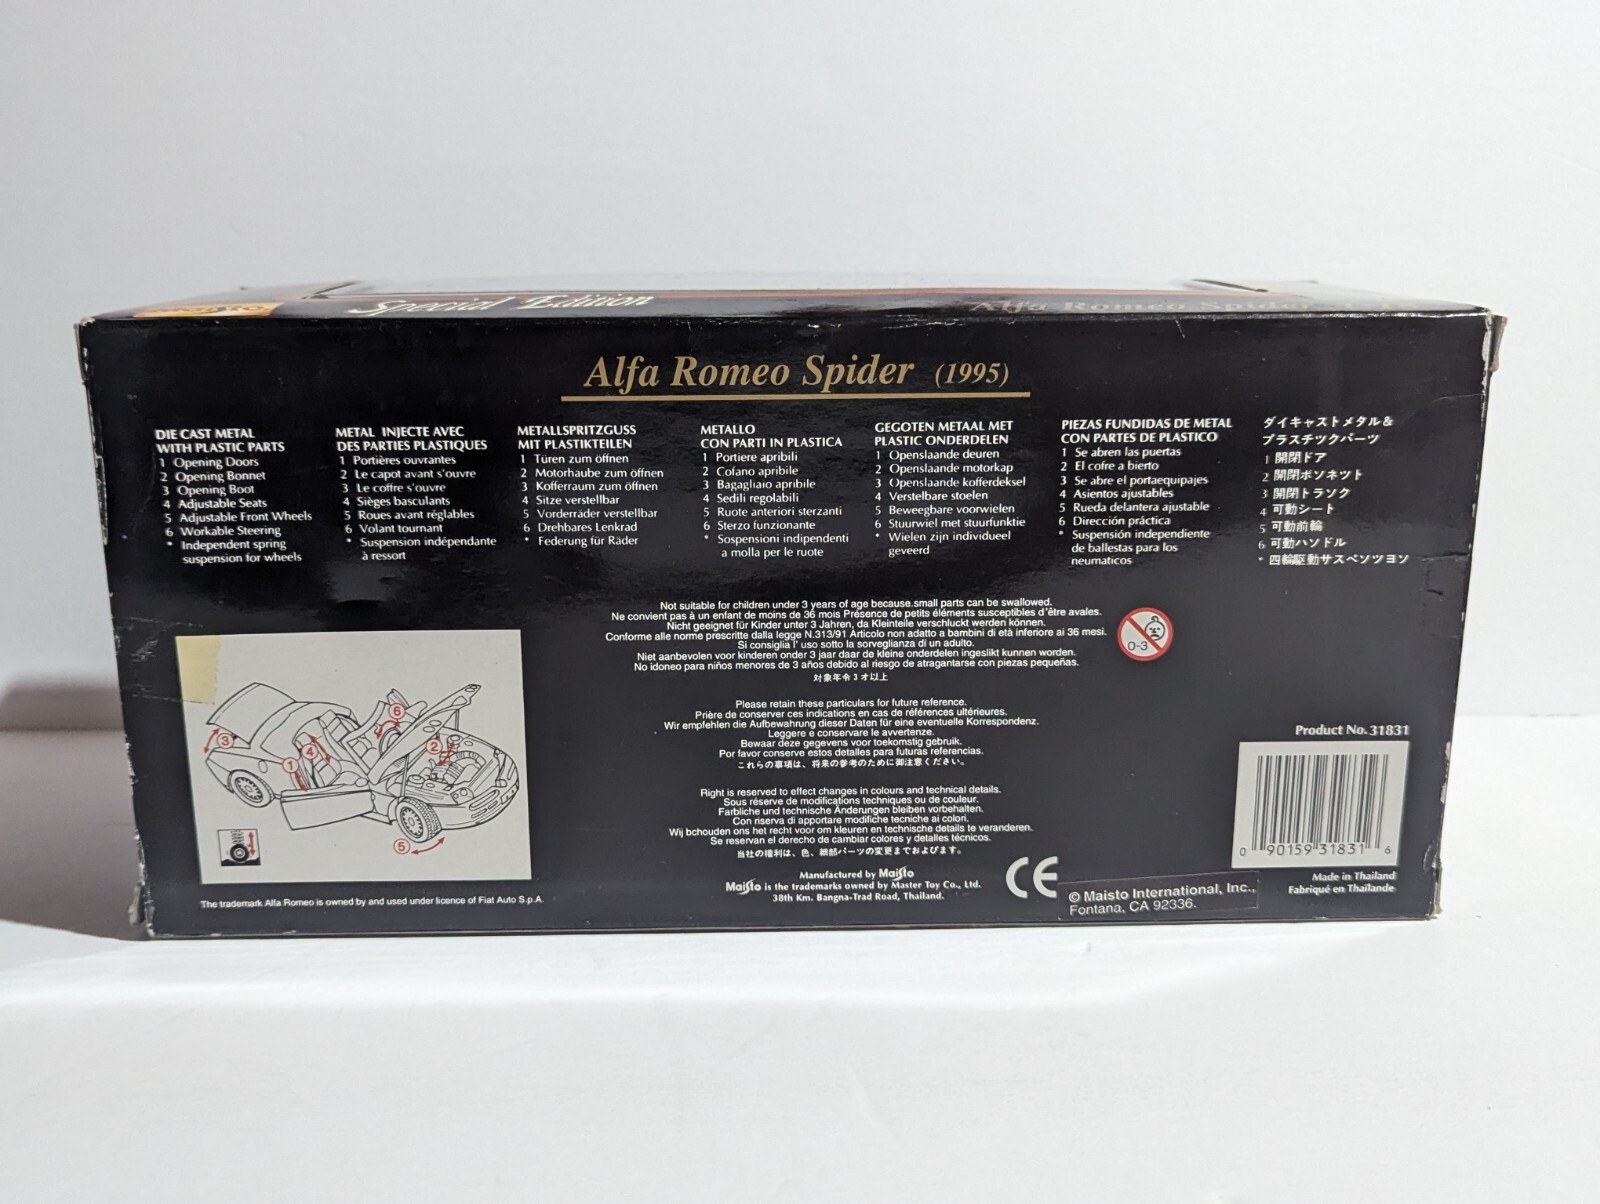 Maisto
Special Edition
Alfa Romeo Spider
Alfa Romeo Spider (1995)
DIE CAST METAL
WITH PLASTIC PARTS
1 Opening Doors
2 Opening Bonnet
3 Opening Boot
4 Adjustable Seats
5 Adjustable Front Wheels
6 Workable Steering
* Independent spring
suspension for wheels
METAL INJECTE AVEC
DES PARTIES PLASTIQUES
1 Portières ouvrantes
2 Le capot avant s'ouvre
3 Le coffre s'ouvre
4 Sièges basculants
5 Roues avant réglables
6 Volant tournant
* Suspension indépendante
à ressort
METALLSPRITZGUSS
MIT PLASTIKTEILEN
1 Türen zum öffnen
2 Motorhaube zum öffnen
3 Kofferraum zum öffnen
4 Sitze verstellbar
5 Vorderräder verstellbar
6 Drehbares Lenkrad
* Federung für Räder
METALLO
CON PARTI IN PLASTICA
1 Portiere apribili
2 Cofano apribile
3 Bagagliaio apribile
4 Sedili regolabili
5 Ruote anteriori sterzanti
6 Sterzo funzionante
* Sospensioni indipendenti
a molla per le ruote
GEGOTEN METAAL MET
PLASTIC ONDERDELEN
1 Openslaande deuren
2 Openslaande motorkap
3 Openslaande kofferdeksel
4 Verstelbare stoelen
5 Beweegbare voorwielen
6 Stuurwiel met stuurfunktie
* Wielen zijn individueel
geveerd
PIEZAS FUNDIDAS DE METAL
CON PARTES DE PLASTICO
1 Se abren las puertas
2 El cofre a bierto
3 Se abre el portaequipajes
4 Asientos ajustables
5 Rueda delantera ajustable
6 Dirección práctica
* Suspensión independiente
de ballestas para los
neumaticos
ダイキャストメタル&
プラスチックパーツ
1 開閉ドア
2 開閉ボンネット
3 開閉トランク
4 可動シート
5 可動前輪
6 可動ハンドル
* 四輪駆動サスペンツヨン
Not suitable for children under 3 years of age because.small parts can be swallowed.
Ne convient pas à un enfant de moins de 36 mois Présence de petits éléments susceptibles d'être avales.
Nicht geeignet für Kinder unter 3 Jahren, da Kleinteile verschluckt werden können.
Conforme alle norme prescritte dalla legge N.313/91 Articolo non adatto a bambini di età inferiore ai 36 mesi.
Si consiglia l' uso sotto la sorveglianza di un adulto.
Niet aanbevolen voor kinderen onder 3 jaar daar de kleine onderdelen ingeslikt kunnen worden.
No idoneo para niños menores de 3 años debido al riesgo de atragantarse con piezas pequeñas.
対象年令3才以上
0-3
Please retain these particulars for future reference.
Prière de conserver ces indications en cas de références ultérieures.
Wir empfehlen die Aufbewahrung dieser Daten für eine eventuelle Korrespondenz.
Leggere e conservare le avvertenze.
Bewaar deze gegevens voor toekomstig gebruik.
Por favor conserve estos detalles para futuras referencias.
これらの事項は、将来の参考のために御注意ください。
Right is reserved to effect changes in colours and technical details.
Sous réserve de modifications techniques ou de couleur.
Farbliche und technische Änderungen bleiben vorbehalten.
Con riserva di apportare modifiche tecniche ai colori.
Wij bchouden ons het recht voor om kleuren en technische details te veranderen.
Se reservan el derecho de cambiar colores y detalles técnicos.
当社の権利は、色、細部パーツの変更までおよびます。
Manufactured by Maisto
Maisto is the trademarks owned by Master Toy Co., Ltd.
38th Km. Bangna-Trad Road, Thailand.
CE
© Maisto International, Inc.,
Fontana, CA 92336.
Product No. 31831
0 90159 31831 6
Made in Thailand
Fabriqué en Thaïlande
1
2
3
4
5
6
The trademark Alfa Romeo is owned by and used under licence of Fiat Auto S.p.A.